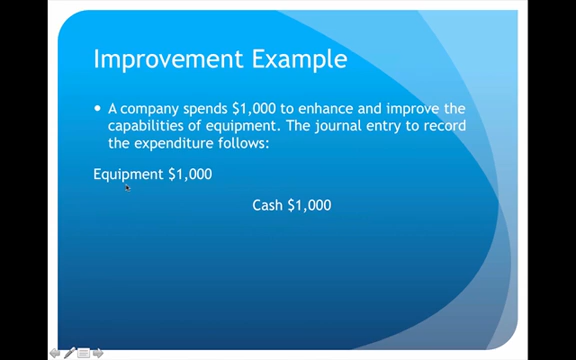 Improvement Example
• A company spends $1,000 to enhance and improve the
capabilities of equipment. The journal entry to record
the expenditure follows:
Equipment $1,000
Cash $1,000